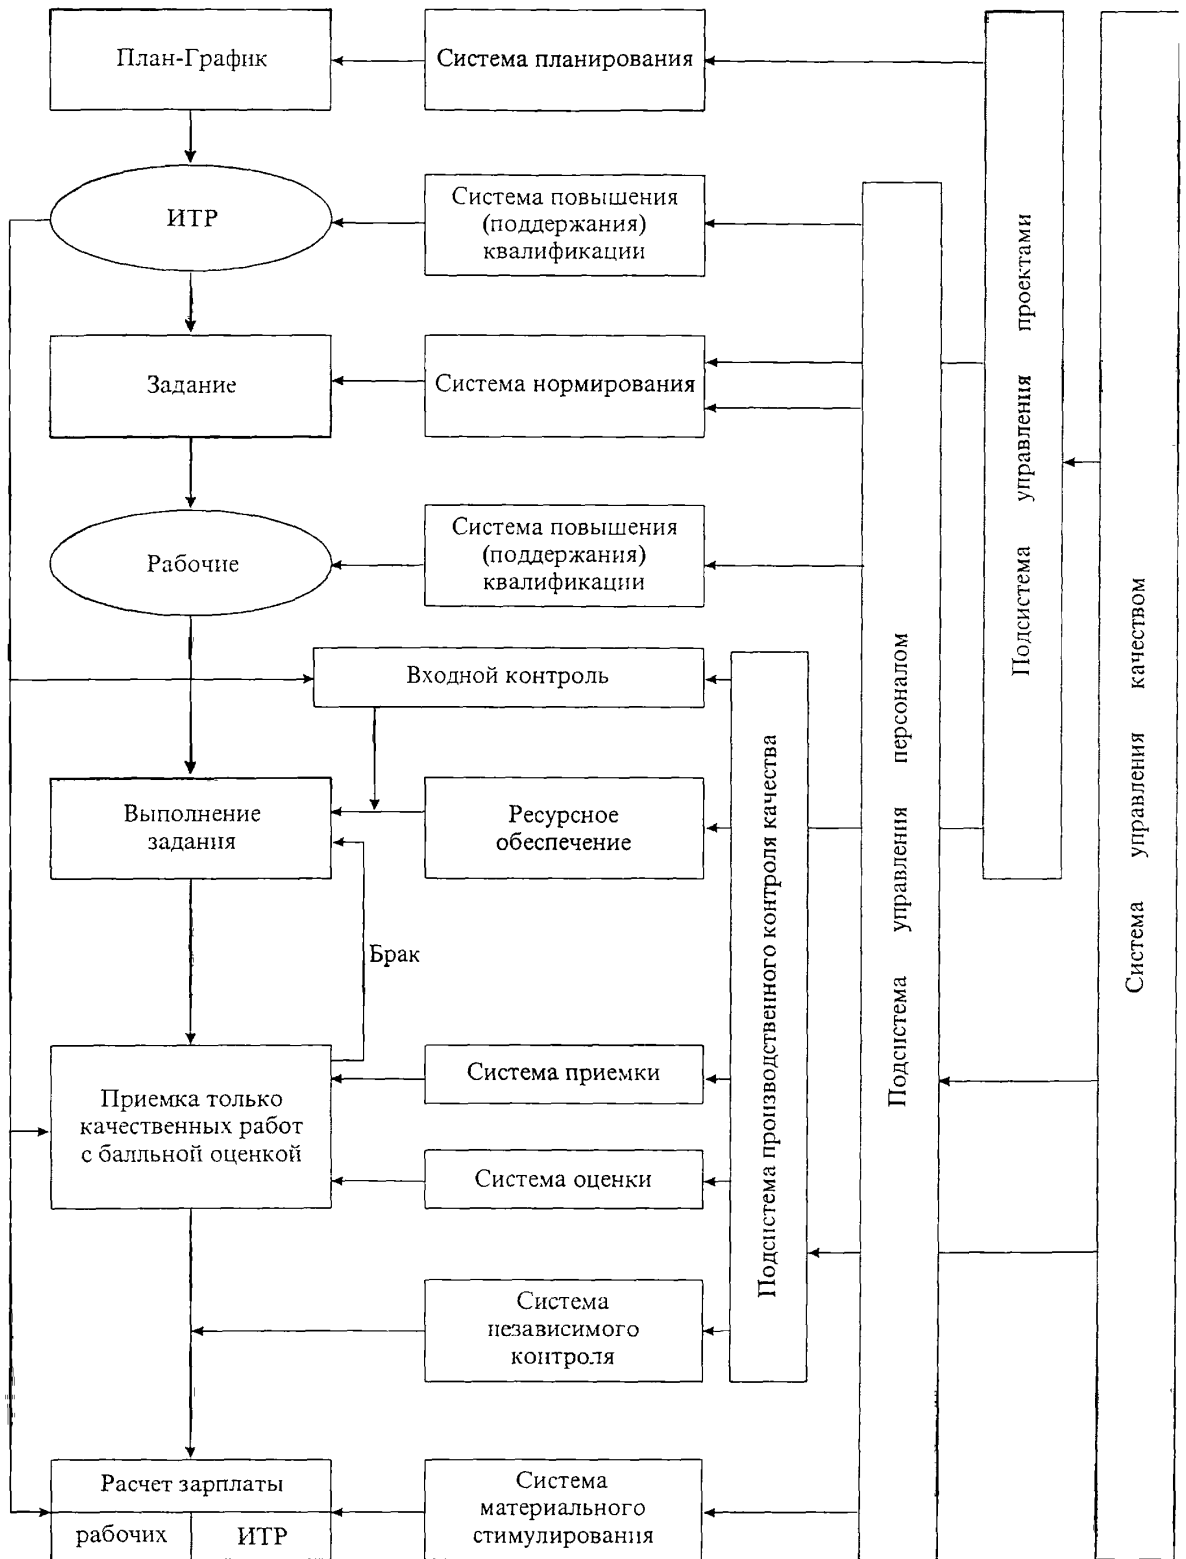 План-График
Система планирования
ИТР
Система повышения
(поддержания)
квалификации
Задание
Система нормирования
Рабочие
Система повышения
(поддержания)
квалификации
Входной контроль
Выполнение
задания
Ресурсное
обеспечение
Брак
Приемка только
качественных работ
с балльной оценкой
Система приемки
Система оценки
Система
независимого
контроля
Расчет зарплаты
рабочих
ИТР
Система
материального
стимулирования
Подсистема производственного контроля качества
Подсистема управления персоналом
Подсистема управления проектами
Система управления качеством